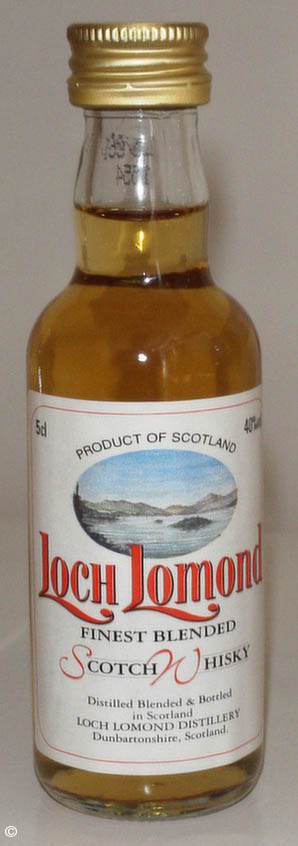 5cl
40%
PRODUCT OF SCOTLAND
Loch Lomond
FINEST BLENDED
SCOTCH WHISKY
Distilled Blended & Bottled
in Scotland
LOCH LOMOND DISTILLERY
Dunbartonshire, Scotland.
©